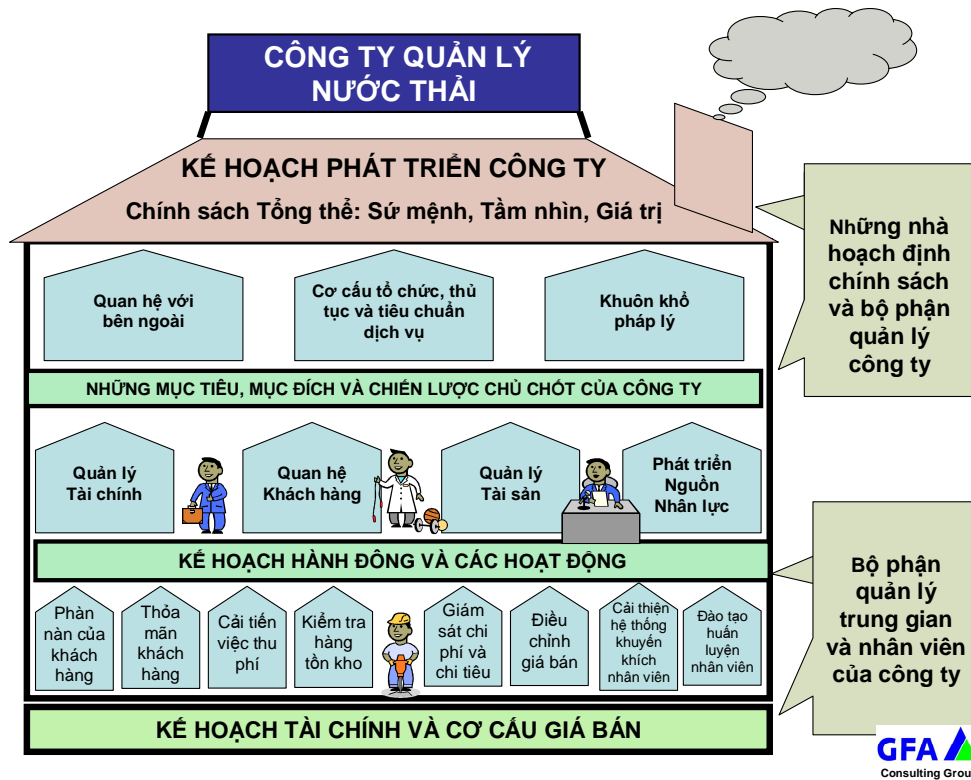 CÔNG TY QUẢN LÝ
NƯỚC THẢI
KẾ HOẠCH PHÁT TRIỂN CÔNG TY
Chính sách Tổng thể: Sứ mệnh, Tầm nhìn, Giá trị
Những nhà
hoạch định
chính sách
và bộ phận
quản lý
công ty
Quan hệ với
bên ngoài
Cơ cấu tổ chức, thủ
tục và tiêu chuẩn
dịch vụ
Khuôn khổ
pháp lý
NHỮNG MỤC TIÊU, MỤC ĐÍCH VÀ CHIẾN LƯỢC CHỦ CHỐT CỦA CÔNG TY
Quản lý
Tài chính
Quan hệ
Khách hàng
Quản lý
Tài sản
Phát triển
Nguồn
Nhân lực
KẾ HOẠCH HÀNH ĐÔNG VÀ CÁC HOẠT ĐỘNG
Bộ phận
quản lý
trung gian
và nhân viên
của công ty
Phàn
nàn của
khách
hàng
Thỏa
mãn
khách
hàng
Cải tiến
việc thu
phí
Kiểm tra
hàng
tồn kho
Giám
sát chi
phí và
chi tiêu
Điều
chỉnh
giá bán
Cải thiện
hệ thống
khuyến
khích
nhân viên
Đào tạo
huấn
luyện
nhân viên
KẾ HOẠCH TÀI CHÍNH VÀ CƠ CẤU GIÁ BÁN
GFA
Consulting Grou